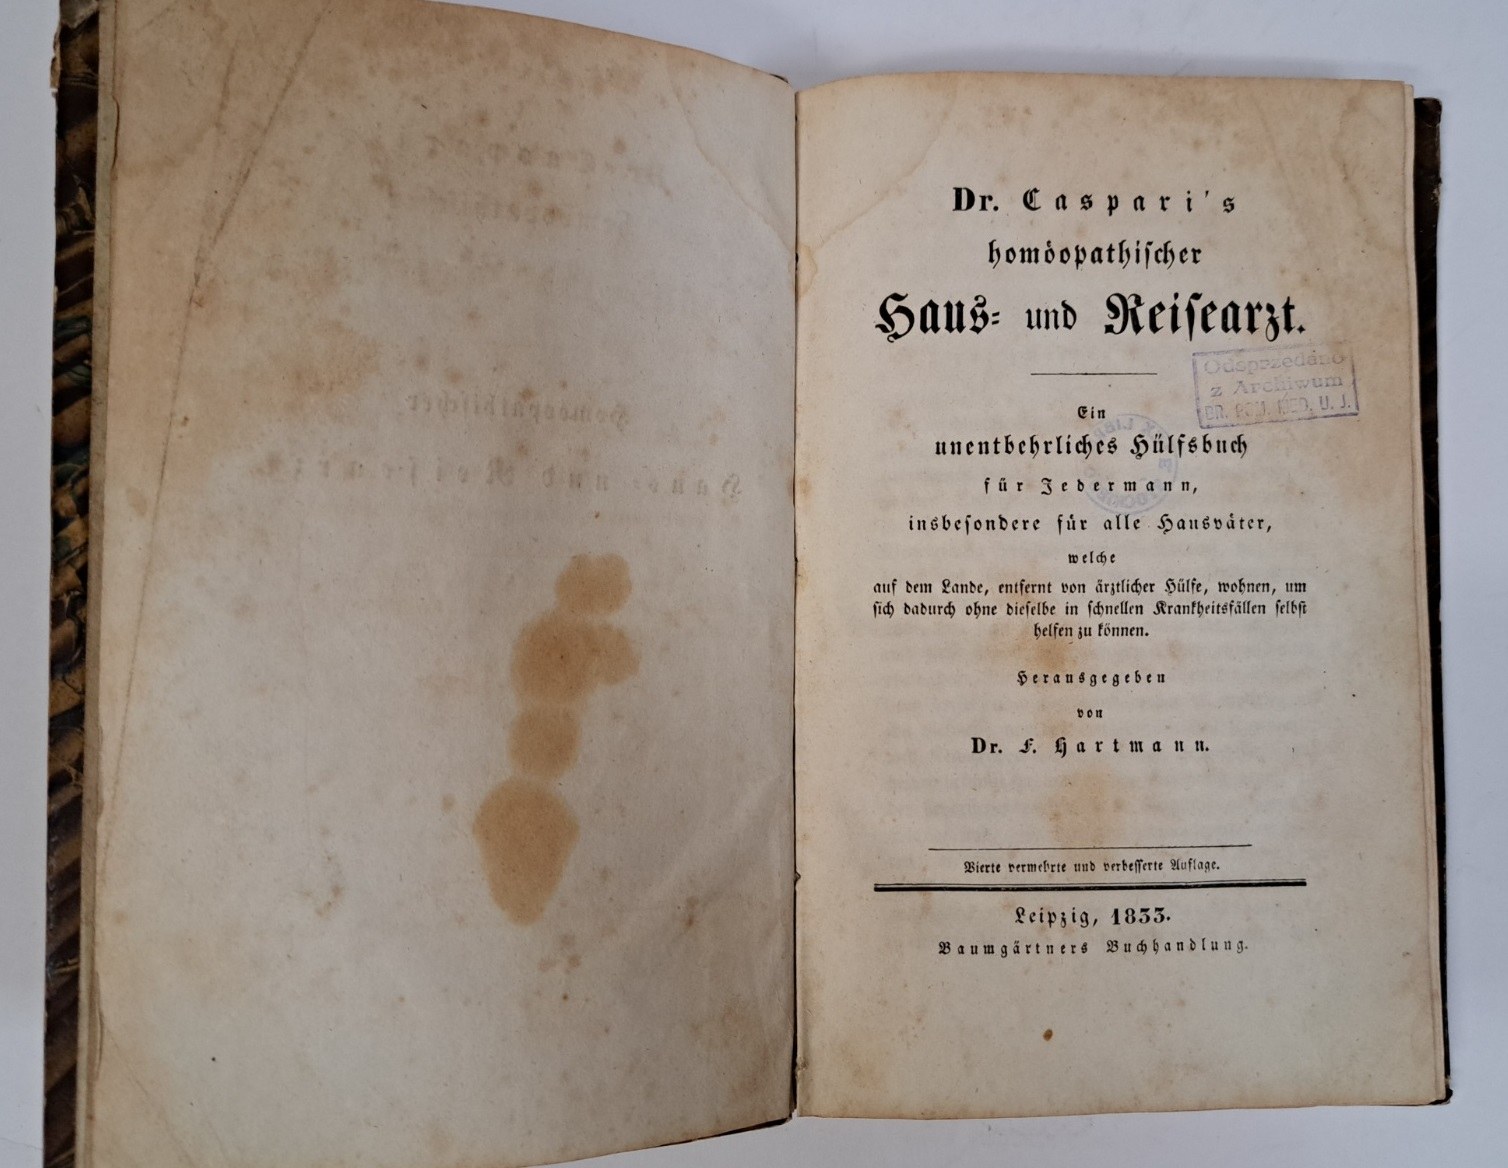 Dr. Caspari's
homöopathischer
Haus- und Reisearzt.
Odsprzedano
z Archiwum
U. J.
Ein
unentbehrliches Hülfsbuch
für Jedermann,
insbesondere für alle Hausväter,
welche
auf dem Lande, entfernt von ärztlicher Hülfe, wohnen, um
sich dadurch ohne dieselbe in schnellen Krankheitsfällen selbst
helfen zu können.
Herausgegeben
von
Dr. F. Hartmann.
Vierte vermehrte und verbesserte Auflage.
Leipzig, 1833.
Baumgärtners Buchhandlung.